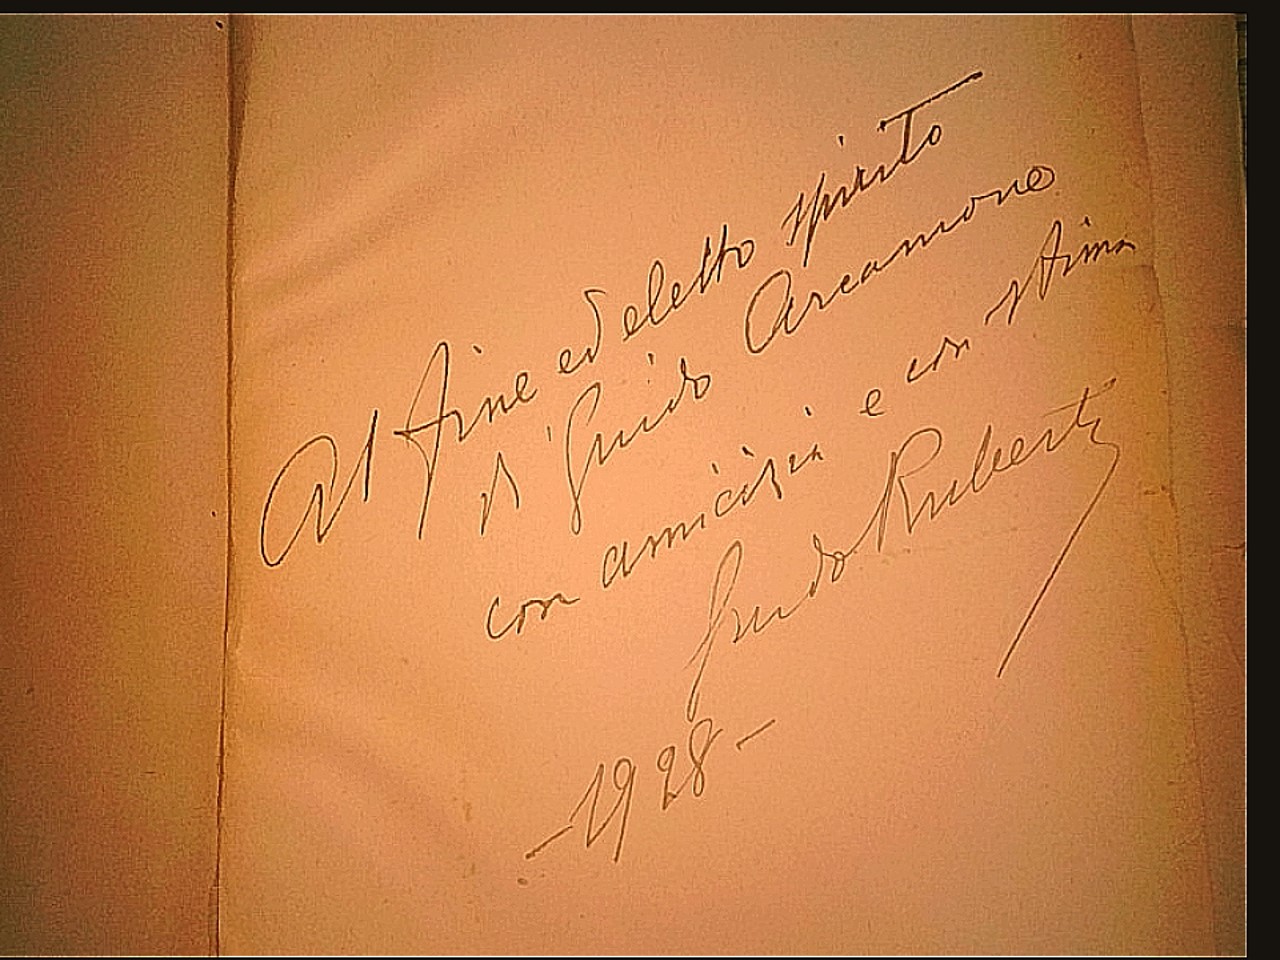 Al fine ed eletto spirito
di Guido Arcamone
con amicizia e con stima
Guido Ruberti
- 1928 -